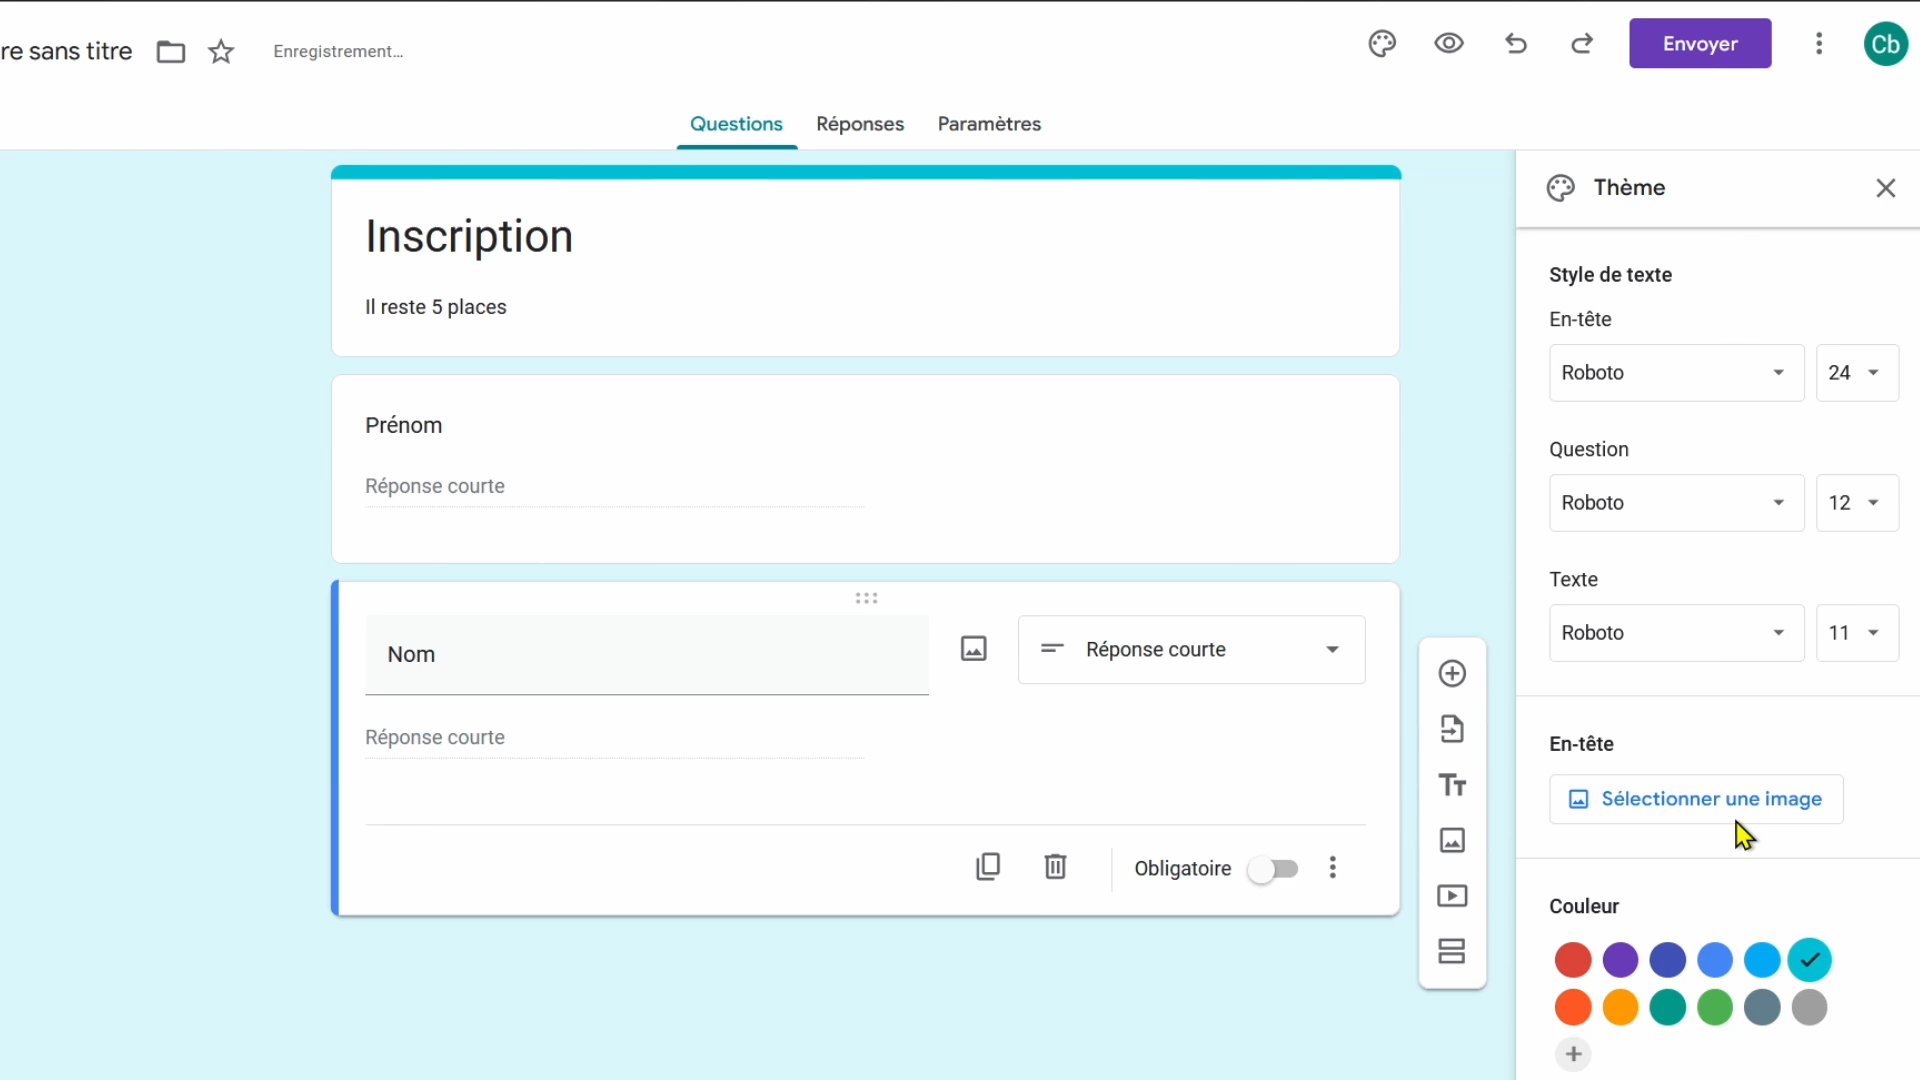 re sans titre
Enregistrement...
Envoyer
Cb
Questions
Réponses
Paramètres
Thème
Inscription
Il reste 5 places
Style de texte
En-tête
Roboto
24
Prénom
Réponse courte
Question
Roboto
12
Texte
Roboto
11
Nom
Réponse courte
Réponse courte
En-tête
Sélectionner une image
Obligatoire
Couleur